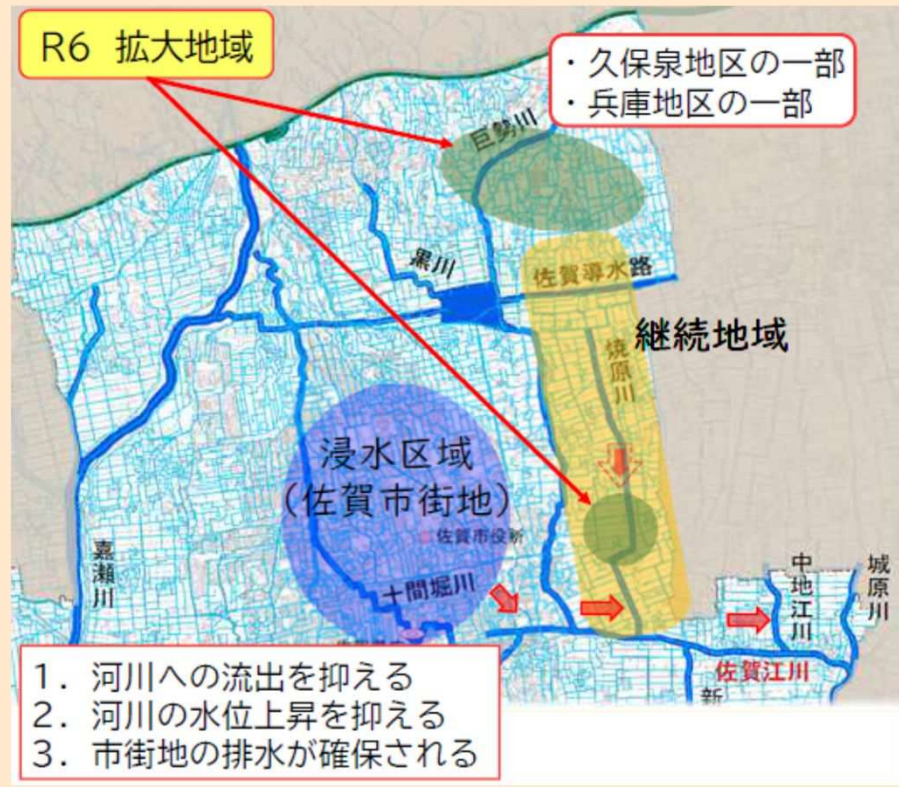 R6 拡大地域
・久保泉地区の一部
・兵庫地区の一部
巨勢川
黒川
佐賀導水路
継続地域
焼原川
浸水区域
(佐賀市街地)
佐賀市役所
嘉瀬川
十間堀川
中地江川
城原川
佐賀江川
新
1. 河川への流出を抑える
2. 河川の水位上昇を抑える
3. 市街地の排水が確保される